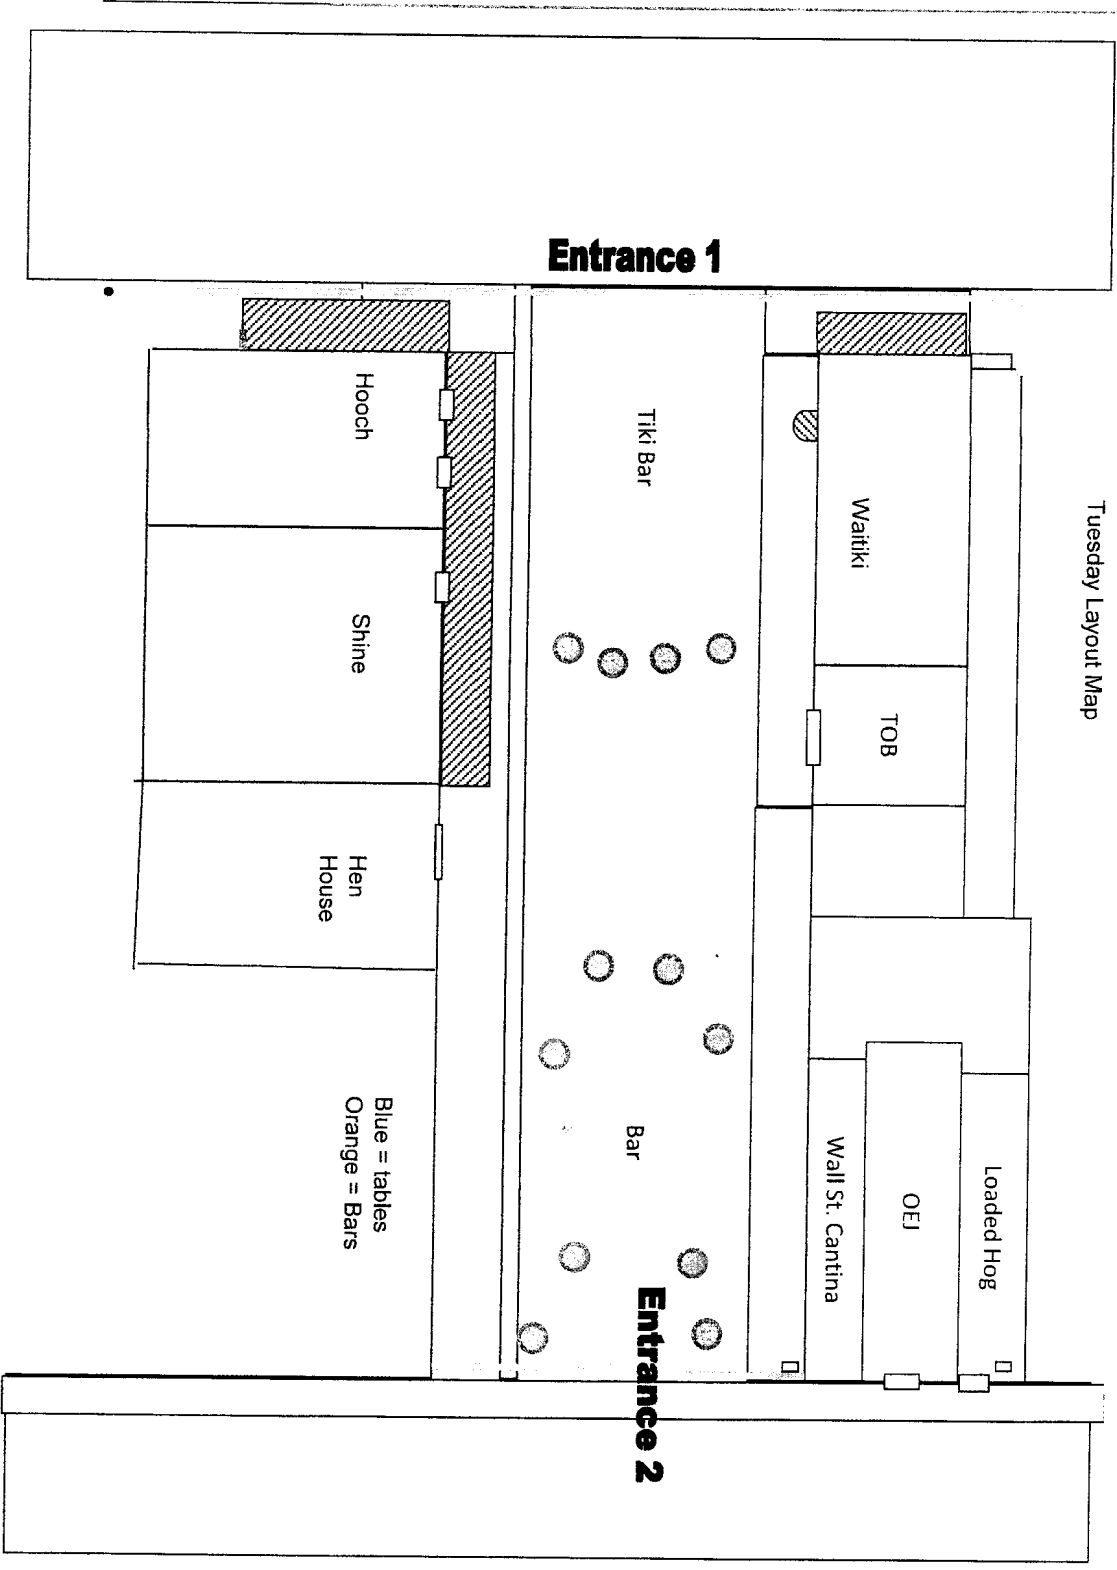 Tuesday Layout Map
Entrance 1
Hooch
Tiki Bar
Waitiki
Shine
TOB
Hen
House
Blue = tables
Orange = Bars
Bar
Wall St. Cantina
OEJ
Loaded Hog
Entrance 2